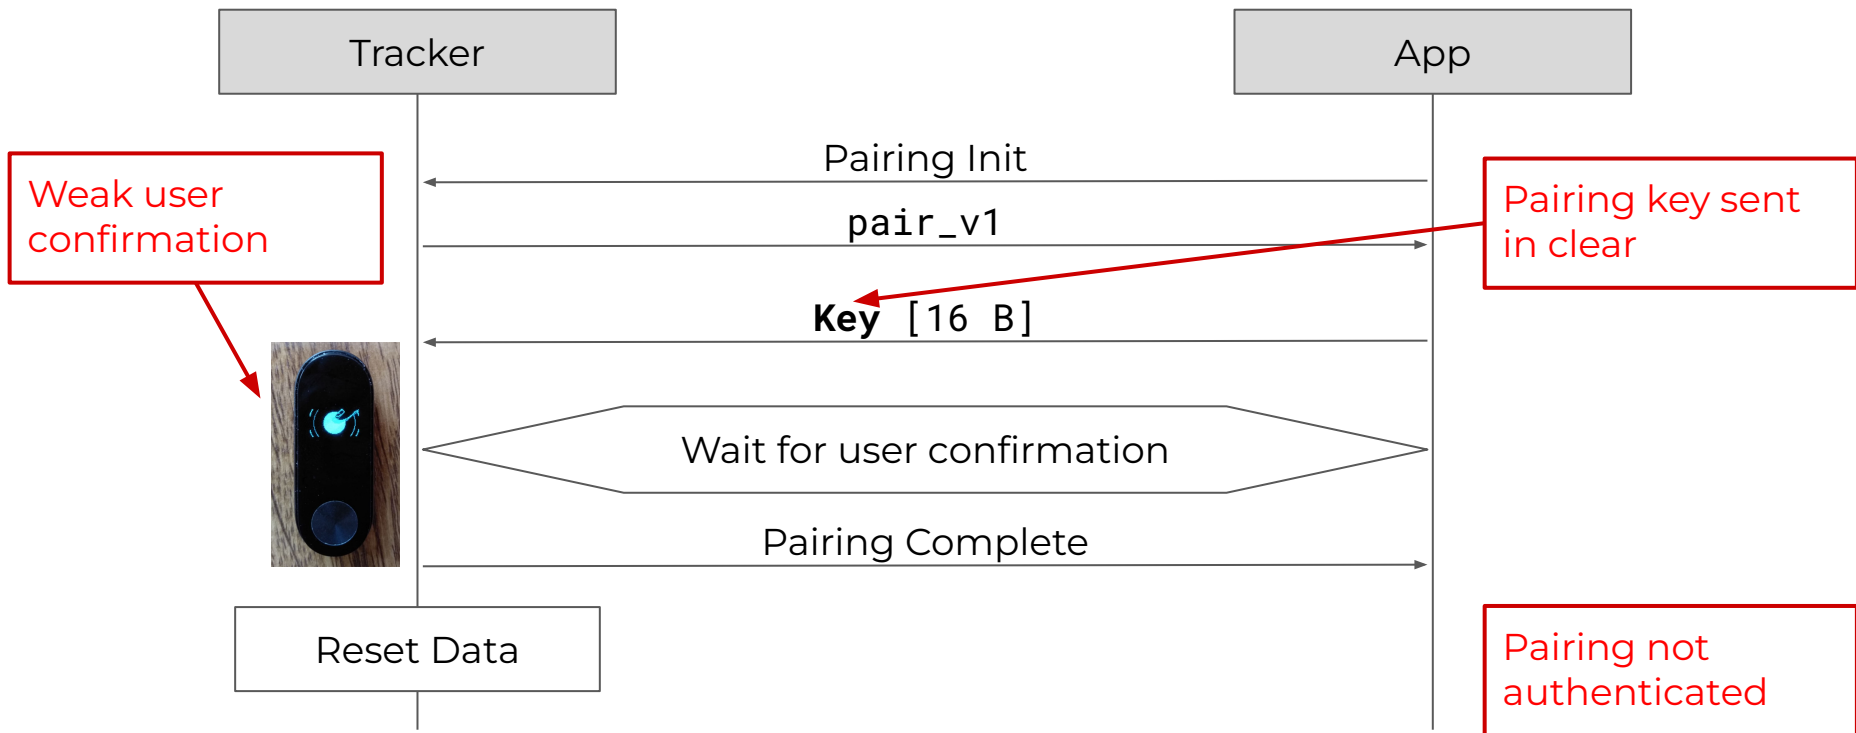 Tracker
App
Pairing Init
Weak user
confirmation
Pairing key sent
in clear
pair_v1
Key [16 B]
Wait for user confirmation
Pairing Complete
Reset Data
Pairing not
authenticated